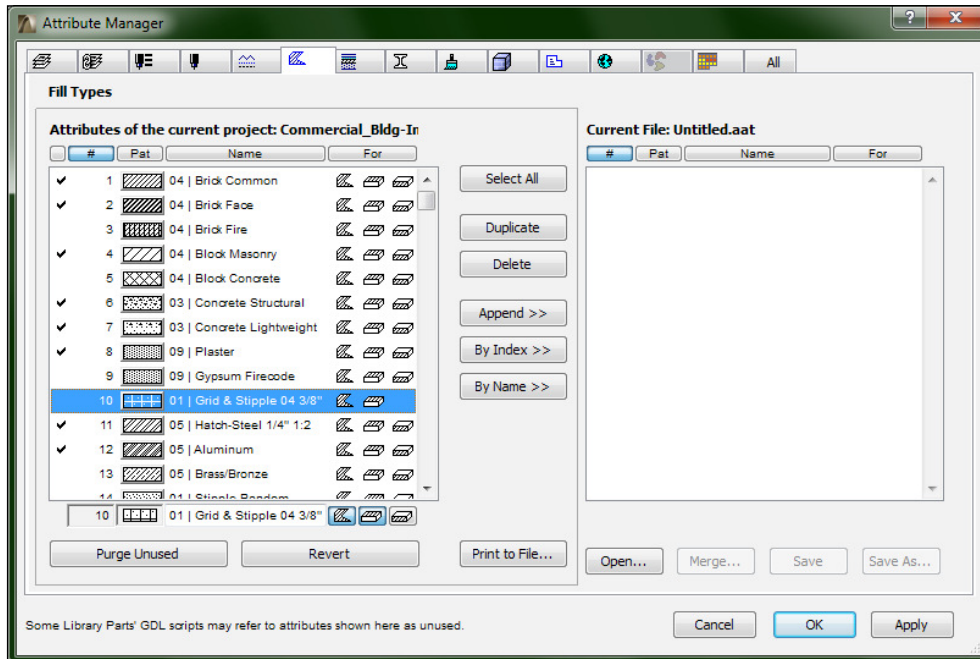 Attribute Manager
?
x
All
Fill Types
Attributes of the current project: Commercial_Bldg-In
# Pat Name For
✔ 1 04 | Brick Common
✔ 2 04 | Brick Face
3 04 | Brick Fire
✔ 4 04 | Block Masonry
5 04 | Block Concrete
✔ 6 03 | Concrete Structural
✔ 7 03 | Concrete Lightweight
✔ 8 09 | Plaster
9 09 | Gypsum Firecode
10 01 | Grid & Stipple 04 3/8"
✔ 11 05 | Hatch-Steel 1/4" 1:2
✔ 12 05 | Aluminum
13 05 | Brass/Bronze
14 01 | Stipple Random
10 01 | Grid & Stipple 04 3/8"
Purge Unused Revert
Select All
Duplicate
Delete
Append >>
By Index >>
By Name >>
Print to File...
Current File: Untitled.aat
# Pat Name For
Open... Merge... Save Save As...
Some Library Parts' GDL scripts may refer to attributes shown here as unused.
Cancel OK Apply